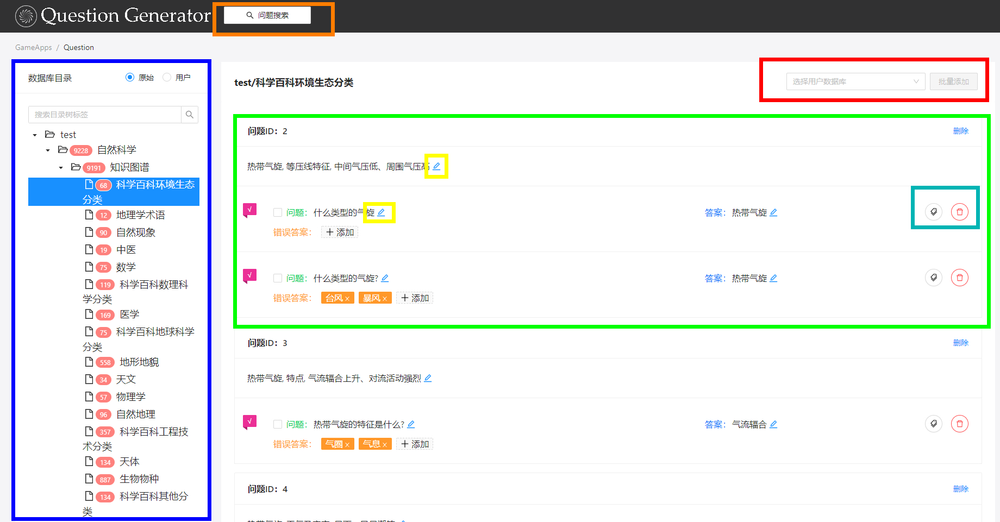 Question Generator
问题搜索
GameApps / Question
数据库目录
原始
用户
搜索目录树标签
test
9228 自然科学
9191 知识图谱
68 科学百科环境生态
分类
12 地理学术语
90 自然现象
19 中医
75 数学
119 科学百科数理科
学分类
169 医学
75 科学百科地球科学
分类
558 地形地貌
34 天文
57 物理学
96 自然地理
357 科学百科工程技
术分类
134 天体
887 生物物种
134 科学百科其他分
类
test/科学百科环境生态分类
选择用户数据库
批量添加
问题ID：2
删除
热带气旋, 等压线特征, 中间气压低、周围气压高
√
问题： 什么类型的气旋
答案： 热带气旋
错误答案： + 添加
√
问题： 什么类型的气旋?
答案： 热带气旋
错误答案： 台风 x 暴风 x + 添加
问题ID：3
删除
热带气旋, 特点, 气流辐合上升、对流活动强烈
√
问题： 热带气旋的特征是什么?
答案： 气流辐合
错误答案： 气圈 x 气息 x + 添加
问题ID：4
删除